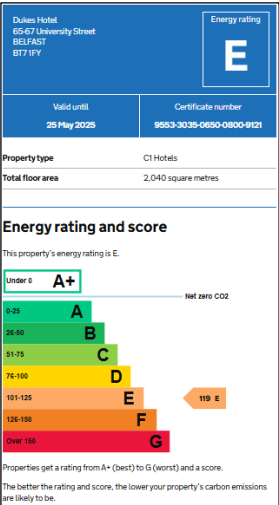 Dukes Hotel
65-67 University Street
BELFAST
BT7 1FY
Energy rating
E
Valid until
25 May 2025
Certificate number
9553-3035-0650-0800-9121
Property type
C1 Hotels
Total floor area
2,040 square metres
Energy rating and score
This property's energy rating is E.
Under 0 A+
Net zero CO2
0-25 A
26-50 B
51-75 C
76-100 D
101-125 E
119 E
126-150 F
Over 150 G
Properties get a rating from A+ (best) to G (worst) and a score.
The better the rating and score, the lower your property's carbon emissions
are likely to be.